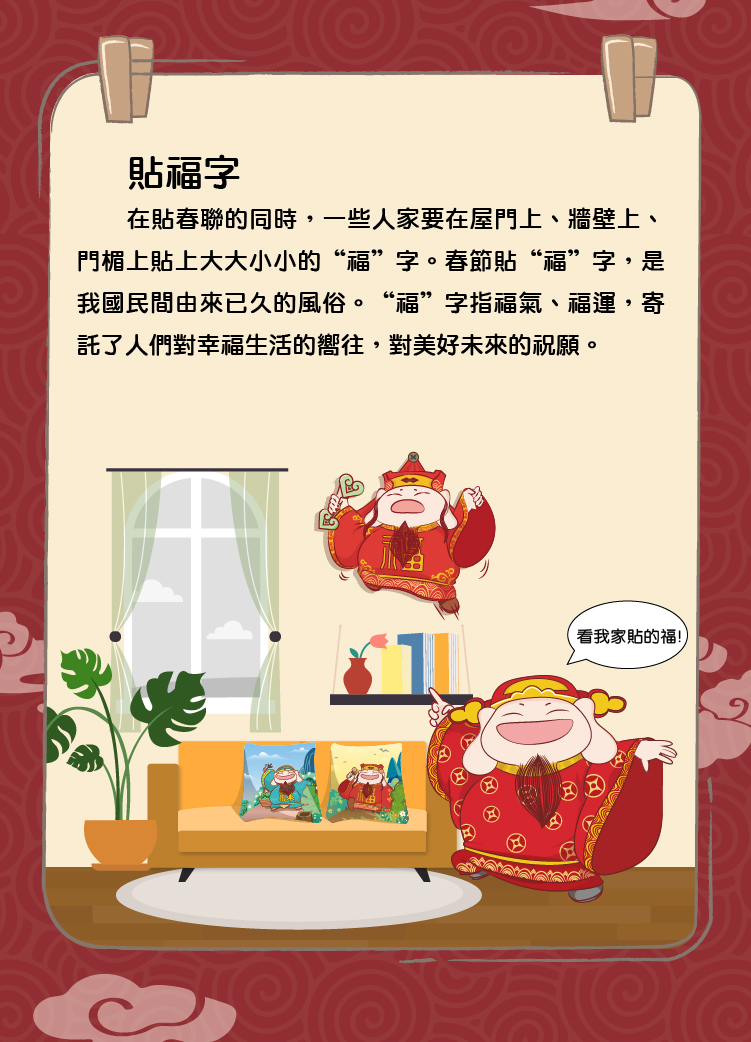 貼福字
在貼春聯的同時，一些人家要在屋門上、牆壁上、
門楣上貼上大大小小的“福”字。春節貼“福”字，是
我國民間由來已久的風俗。“福”字指福氣、福運，寄
託了人們對幸福生活的嚮往，對美好未來的祝願。
福
看我家貼的福!
福
福